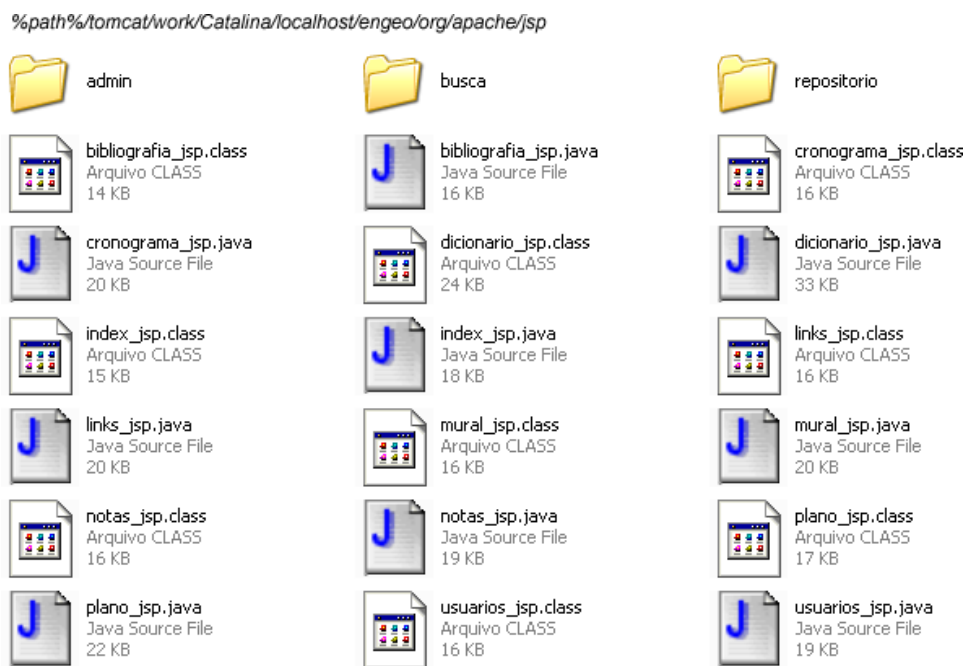 %path%/tomcat/work/Catalina/localhost/engeo/org/apache/jsp
admin
busca
repositorio
bibliografia_jsp.class
Arquivo CLASS
14 KB
bibliografia_jsp.java
Java Source File
16 KB
cronograma_jsp.class
Arquivo CLASS
16 KB
cronograma_jsp.java
Java Source File
20 KB
dicionario_jsp.class
Arquivo CLASS
24 KB
dicionario_jsp.java
Java Source File
33 KB
index_jsp.class
Arquivo CLASS
15 KB
index_jsp.java
Java Source File
18 KB
links_jsp.class
Arquivo CLASS
16 KB
links_jsp.java
Java Source File
20 KB
mural_jsp.class
Arquivo CLASS
16 KB
mural_jsp.java
Java Source File
20 KB
notas_jsp.class
Arquivo CLASS
16 KB
notas_jsp.java
Java Source File
19 KB
plano_jsp.class
Arquivo CLASS
17 KB
plano_jsp.java
Java Source File
22 KB
usuarios_jsp.class
Arquivo CLASS
16 KB
usuarios_jsp.java
Java Source File
19 KB